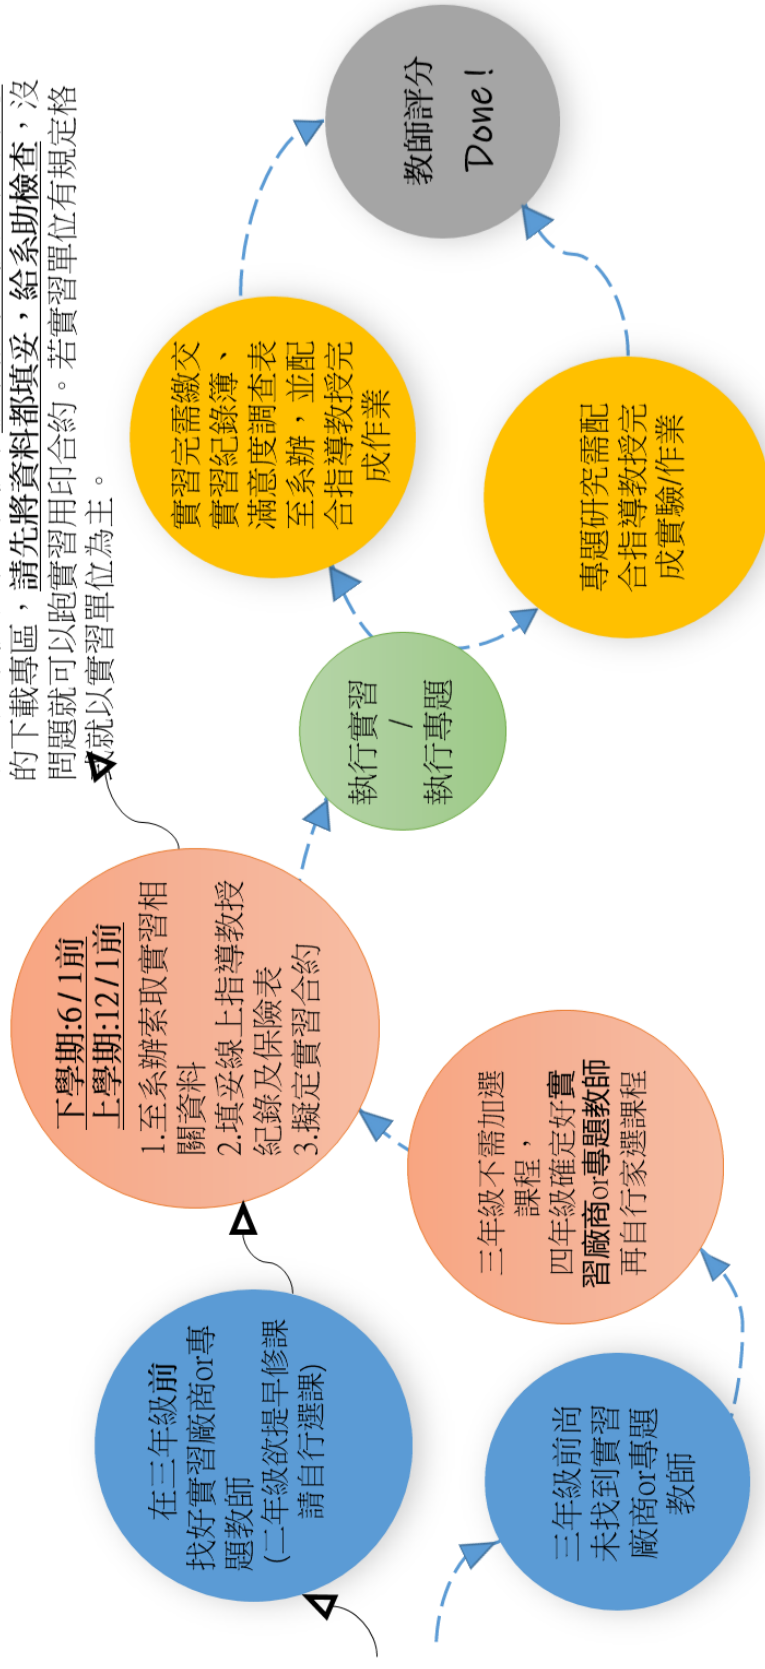 的下載專區，請先將資料都填妥，給系助檢查，沒
問題就可以跑實習用印合約。若實習單位有規定格
式就以實習單位為主。
在三年級前
找好實習廠商or專
題教師
(二年級欲提早修課
請自行選課)
三年級前尚
未找到實習
廠商or專題
教師
下學期:6/1前
上學期:12/1前
1.至系辦索取實習相
關資料
2.填妥線上指導教授
紀錄及保險表
3.擬定實習合約
三年級不需加選
課程，
四年級確定好實
習廠商or專題教師
再自行家選課程
執行實習
/
執行專題
實習完需繳交
實習紀錄簿、
滿意度調查表
至系辦，並配
合指導教授完
成作業
專題研究需配
合指導教授完
成實驗/作業
教師評分
Done!